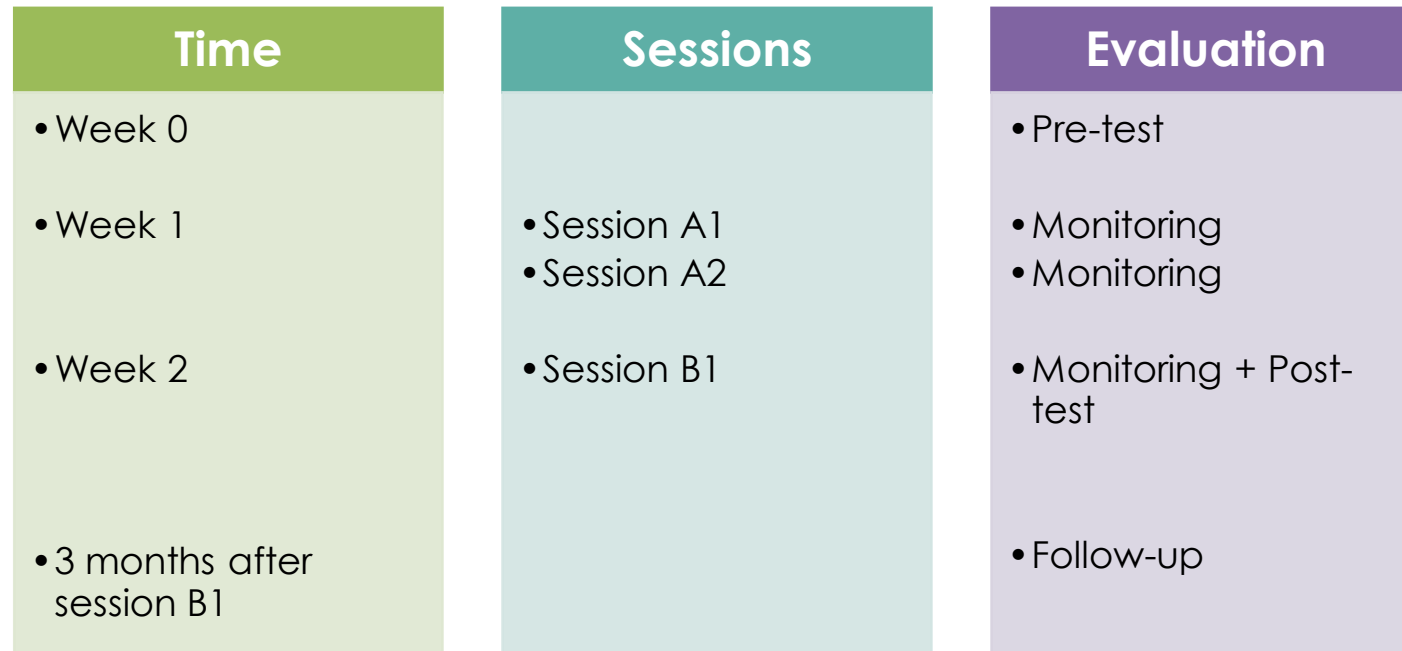 Time
• Week 0
• Week 1
• Week 2
• 3 months after
session B1
Sessions
• Session A1
• Session A2
• Session B1
Evaluation
• Pre-test
• Monitoring
• Monitoring
• Monitoring + Post-
test
• Follow-up